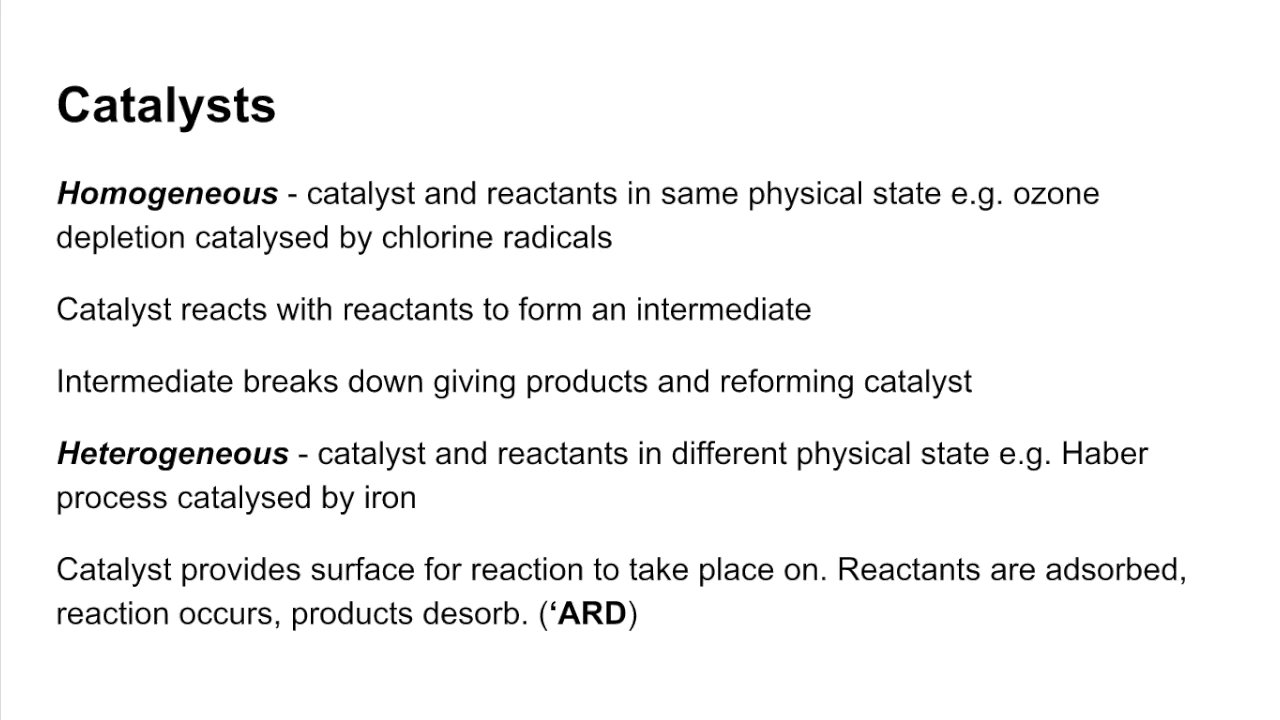 Catalysts
Homogeneous - catalyst and reactants in same physical state e.g. ozone
depletion catalysed by chlorine radicals
Catalyst reacts with reactants to form an intermediate
Intermediate breaks down giving products and reforming catalyst
Heterogeneous - catalyst and reactants in different physical state e.g. Haber
process catalysed by iron
Catalyst provides surface for reaction to take place on. Reactants are adsorbed,
reaction occurs, products desorb. (‘ARD)